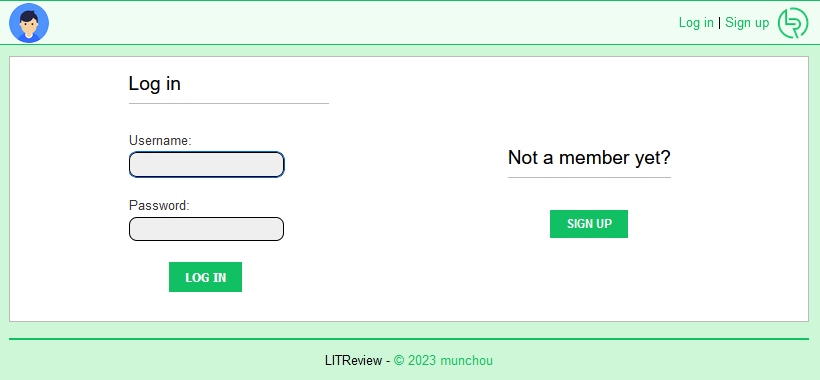 Log in | Sign up
Log in
Username:
Password:
LOG IN
Not a member yet?
SIGN UP
LITReview - © 2023 munchou